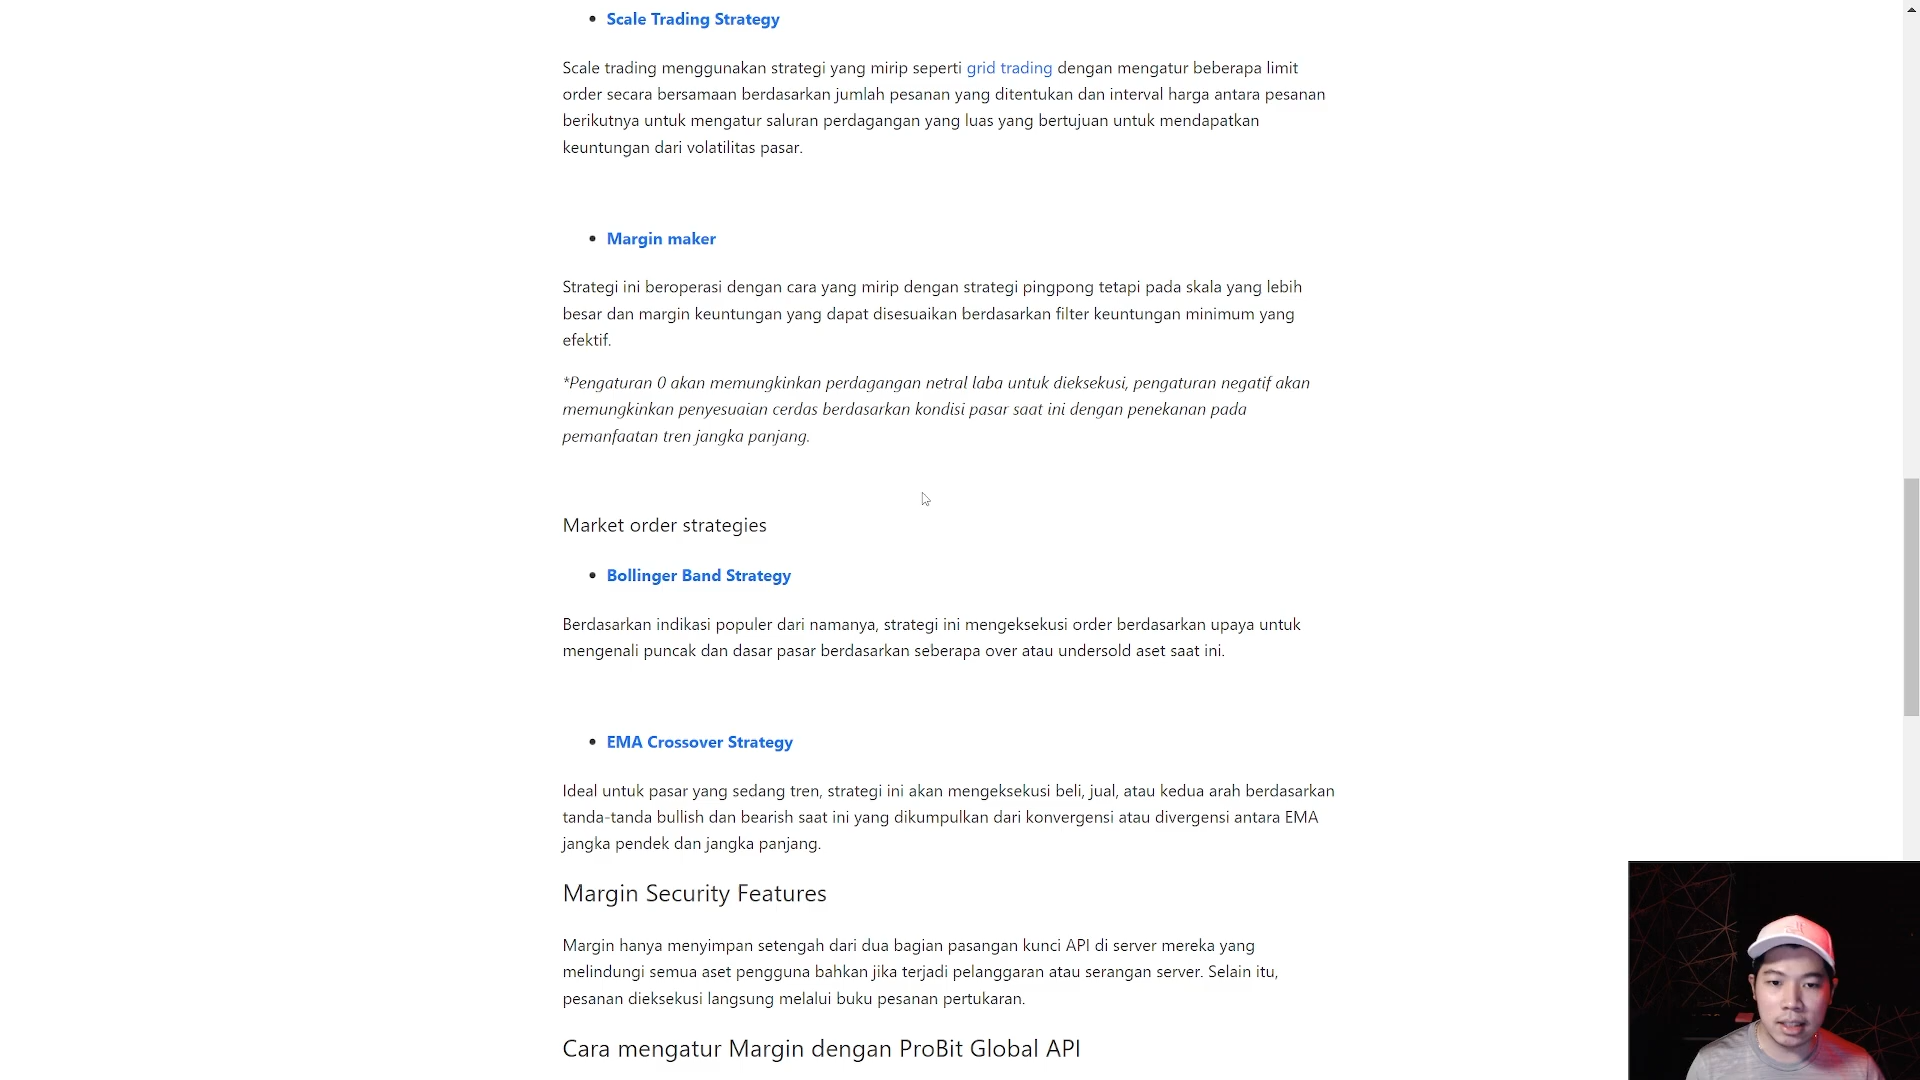 Scale Trading Strategy
Scale trading menggunakan strategi yang mirip seperti grid trading dengan mengatur beberapa limit
order secara bersamaan berdasarkan jumlah pesanan yang ditentukan dan interval harga antara pesanan
berikutnya untuk mengatur saluran perdagangan yang luas yang bertujuan untuk mendapatkan
keuntungan dari volatilitas pasar.
Margin maker
Strategi ini beroperasi dengan cara yang mirip dengan strategi pingpong tetapi pada skala yang lebih
besar dan margin keuntungan yang dapat disesuaikan berdasarkan filter keuntungan minimum yang
efektif.
*Pengaturan 0 akan memungkinkan perdagangan netral laba untuk dieksekusi, pengaturan negatif akan
memungkinkan penyesuaian cerdas berdasarkan kondisi pasar saat ini dengan penekanan pada
pemanfaatan tren jangka panjang.
Market order strategies
Bollinger Band Strategy
Berdasarkan indikasi populer dari namanya, strategi ini mengeksekusi order berdasarkan upaya untuk
mengenali puncak dan dasar pasar berdasarkan seberapa over atau undersold aset saat ini.
EMA Crossover Strategy
Ideal untuk pasar yang sedang tren, strategi ini akan mengeksekusi beli, jual, atau kedua arah berdasarkan
tanda-tanda bullish dan bearish saat ini yang dikumpulkan dari konvergensi atau divergensi antara EMA
jangka pendek dan jangka panjang.
Margin Security Features
Margin hanya menyimpan setengah dari dua bagian pasangan kunci API di server mereka yang
melindungi semua aset pengguna bahkan jika terjadi pelanggaran atau serangan server. Selain itu,
pesanan dieksekusi langsung melalui buku pesanan pertukaran.
Cara mengatur Margin dengan ProBit Global API